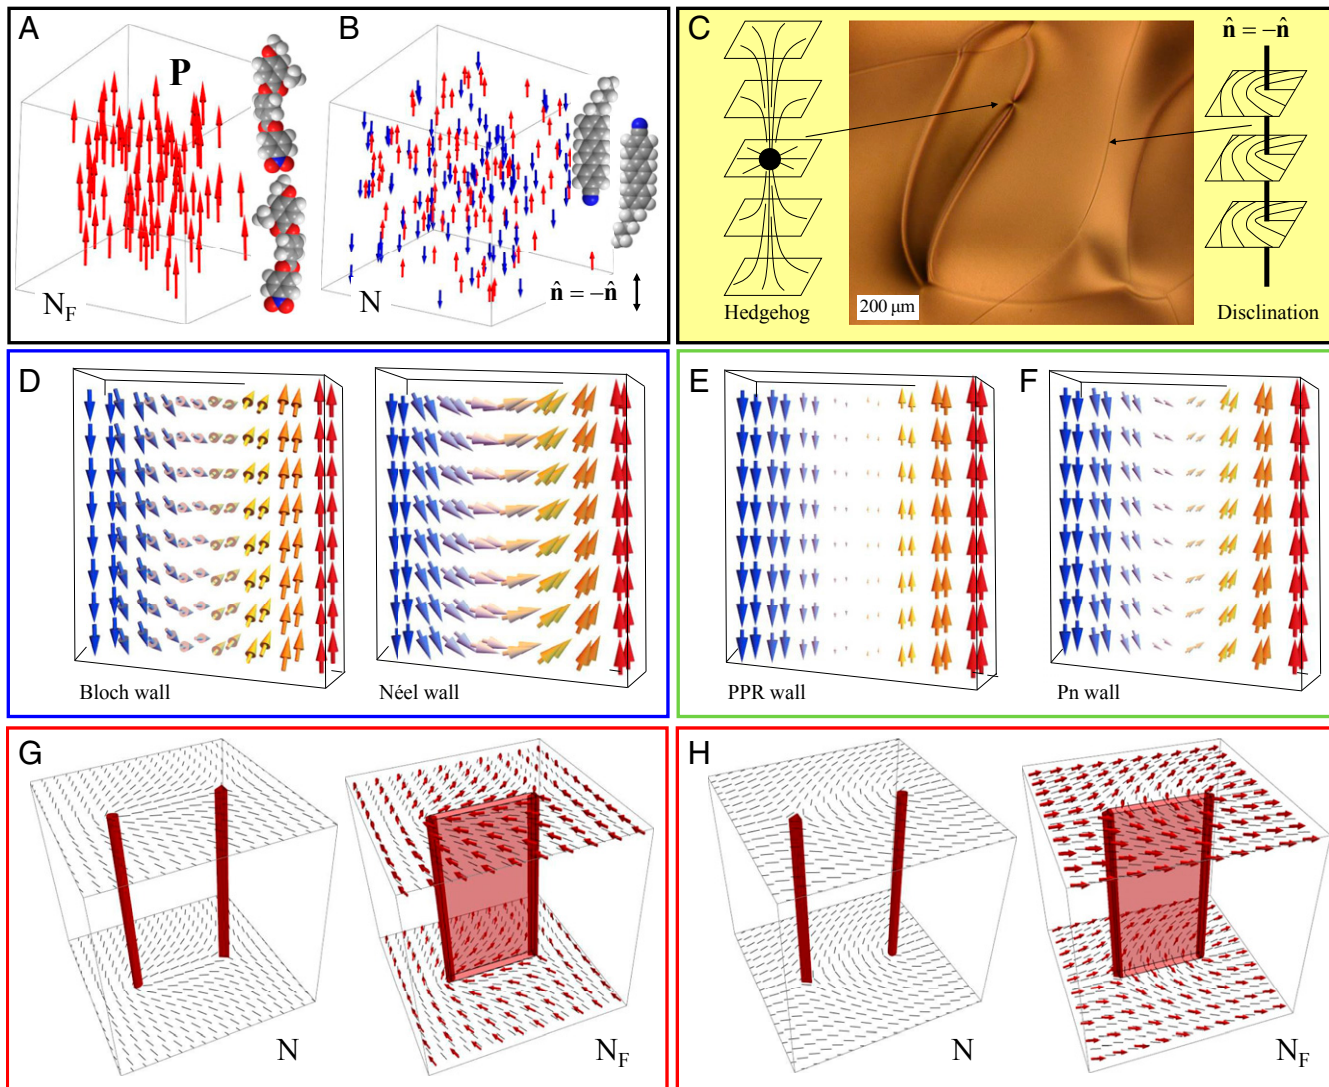 A
P
N_F
B
N
n̂ = −n̂
C
Hedgehog
200 μm
n̂ = −n̂
Disclination
D
Bloch wall
Néel wall
E
PPR wall
F
Pn wall
G
N
N_F
H
N
N_F